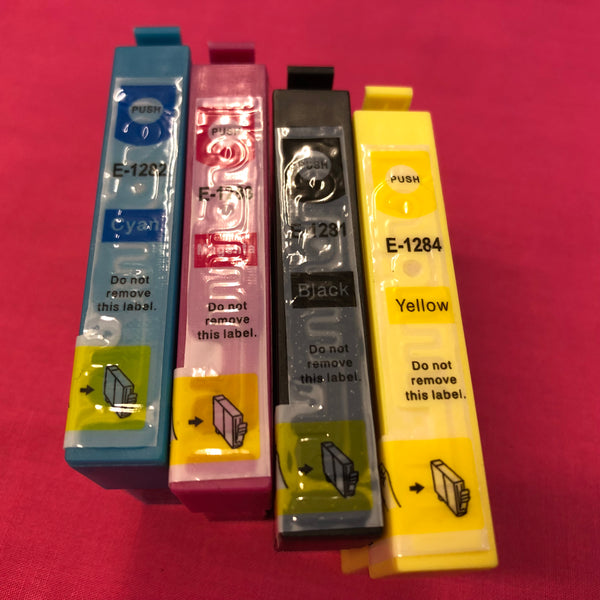 PUSH
E-1282
Cyan
Do not
remove
this label.
PUSH
Magenta
Do not
remove
this label.
E-1281
Black
Do not
remove
this label.
PUSH
E-1284
Yellow
Do not
remove
this label.